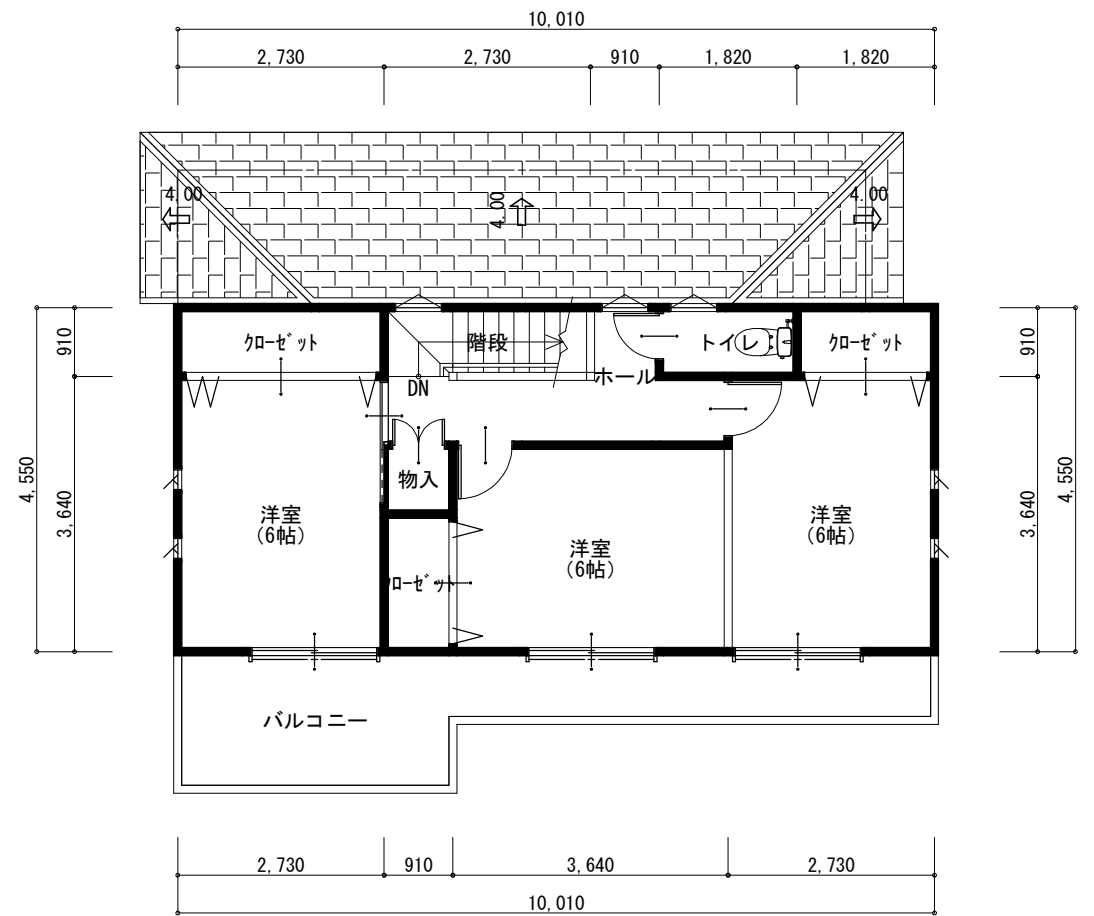 10,010
2,730
2,730
910
1,820
1,820
4.00
4.00
4.00
クローゼット
階段
トイレ
クローゼット
ホール
DN
910
3,640
4,550
910
3,640
4,550
物入
洋室
(6帖)
洋室
(6帖)
洋室
(6帖)
クローゼット
バルコニー
2,730
910
3,640
2,730
10,010